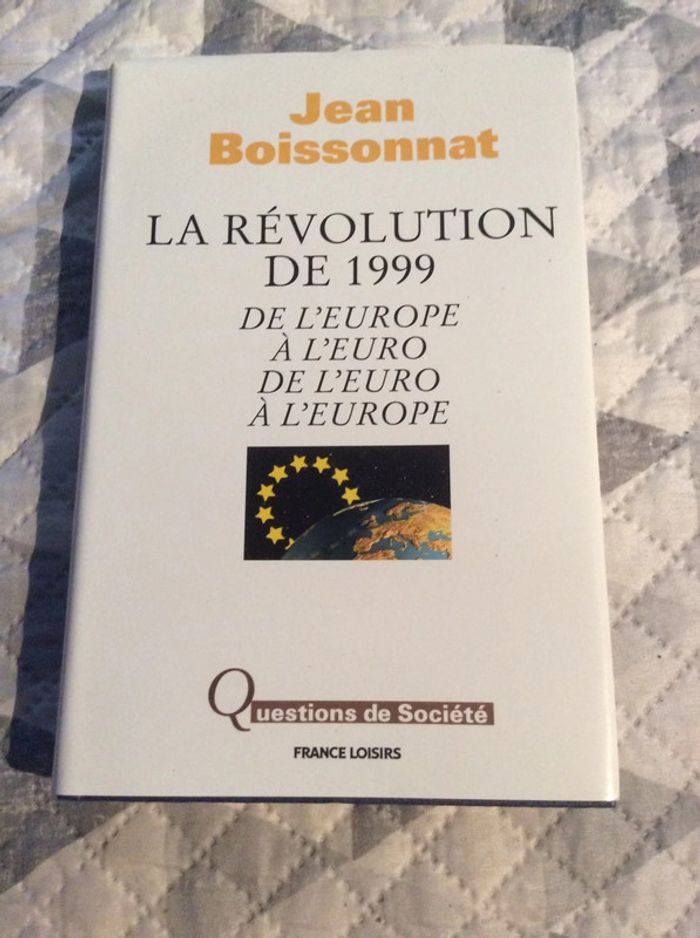 Jean
Boissonnat
LA RÉVOLUTION
DE 1999
DE L'EUROPE
À L'EURO
DE L'EURO
À L'EUROPE
Questions de Société
FRANCE LOISIRS